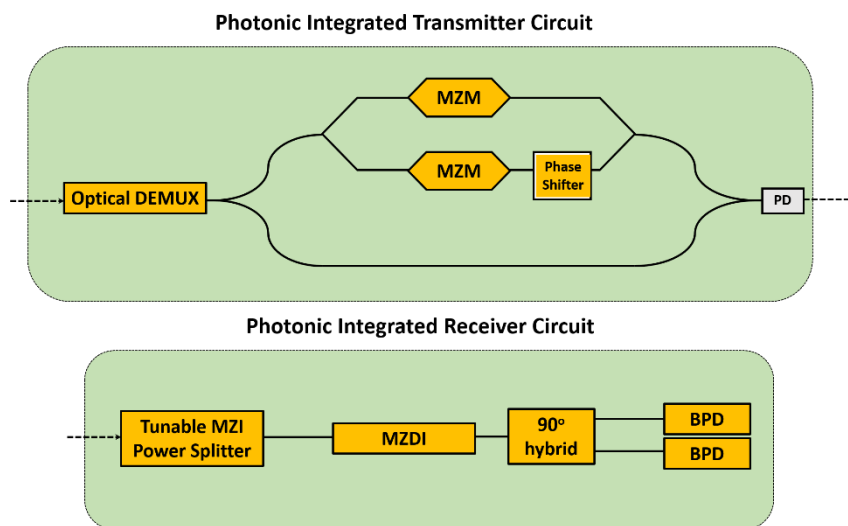 Photonic Integrated Transmitter Circuit
MZM
MZM
Phase
Shifter
Optical DEMUX
PD
Photonic Integrated Receiver Circuit
Tunable MZI
Power Splitter
MZDI
90º
hybrid
BPD
BPD